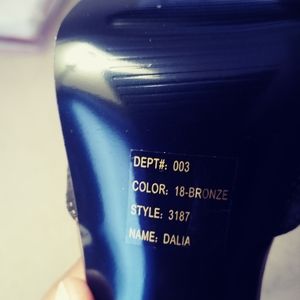 DEPT#: 003
COLOR: 18-BRONZE
STYLE: 3187
NAME: DALIA